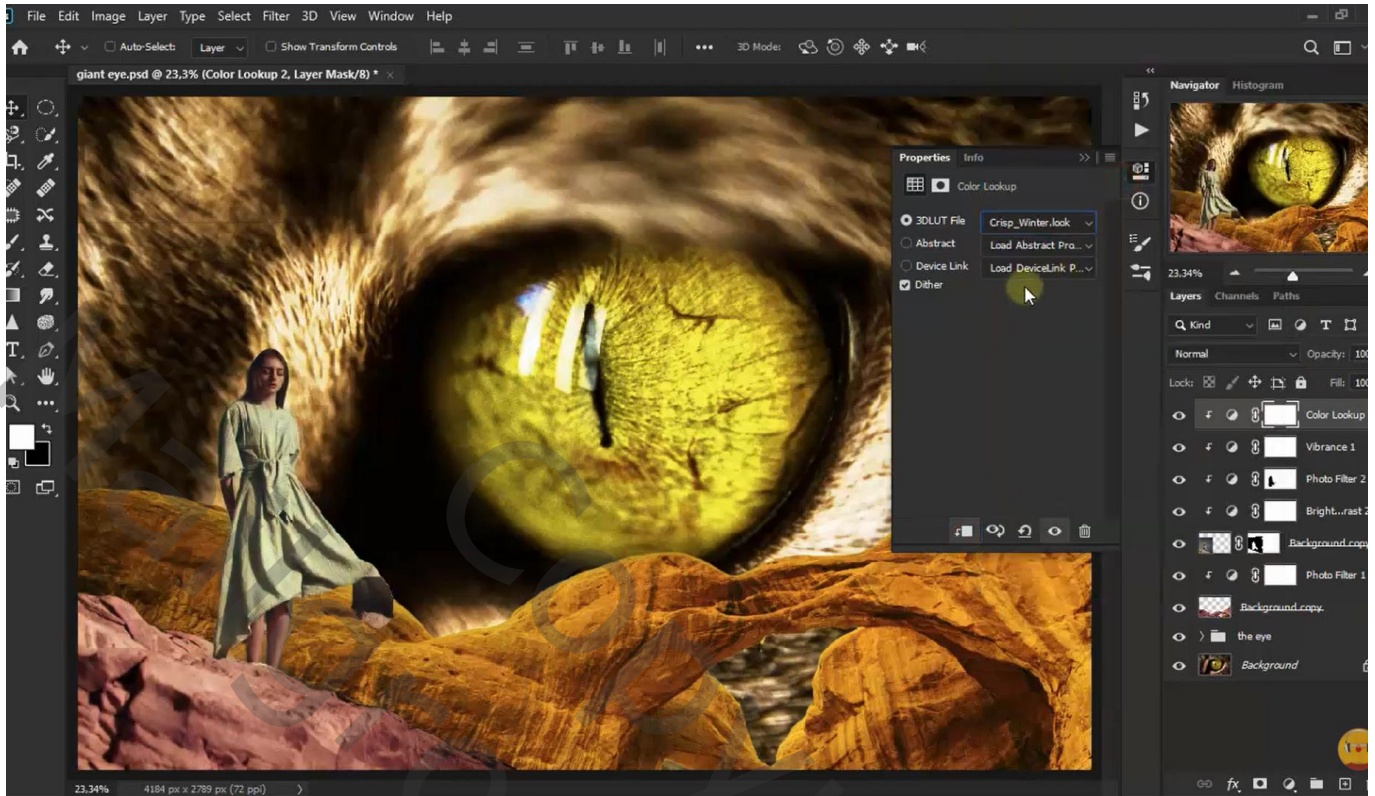 File Edit Image Layer Type Select Filter 3D View Window Help
Auto-Select: Layer Show Transform Controls 3D Mode:
giant eye.psd @ 23,3% (Color Lookup 2, Layer Mask/8) *
Navigator Histogram
Properties Info
Color Lookup
3DLUT File Crisp_Winter.look
Abstract Load Abstract Pro...
Device Link Load DeviceLink P...
Dither
23,34%
Layers Channels Paths
Kind
Normal Opacity: 100
Lock: Fill: 100
Color Lookup
Vibrance 1
Photo Filter 2
Bright...rast 2
Background copy
Photo Filter 1
Background copy
the eye
Background
23,34% 4184 px x 2789 px (72 ppi)